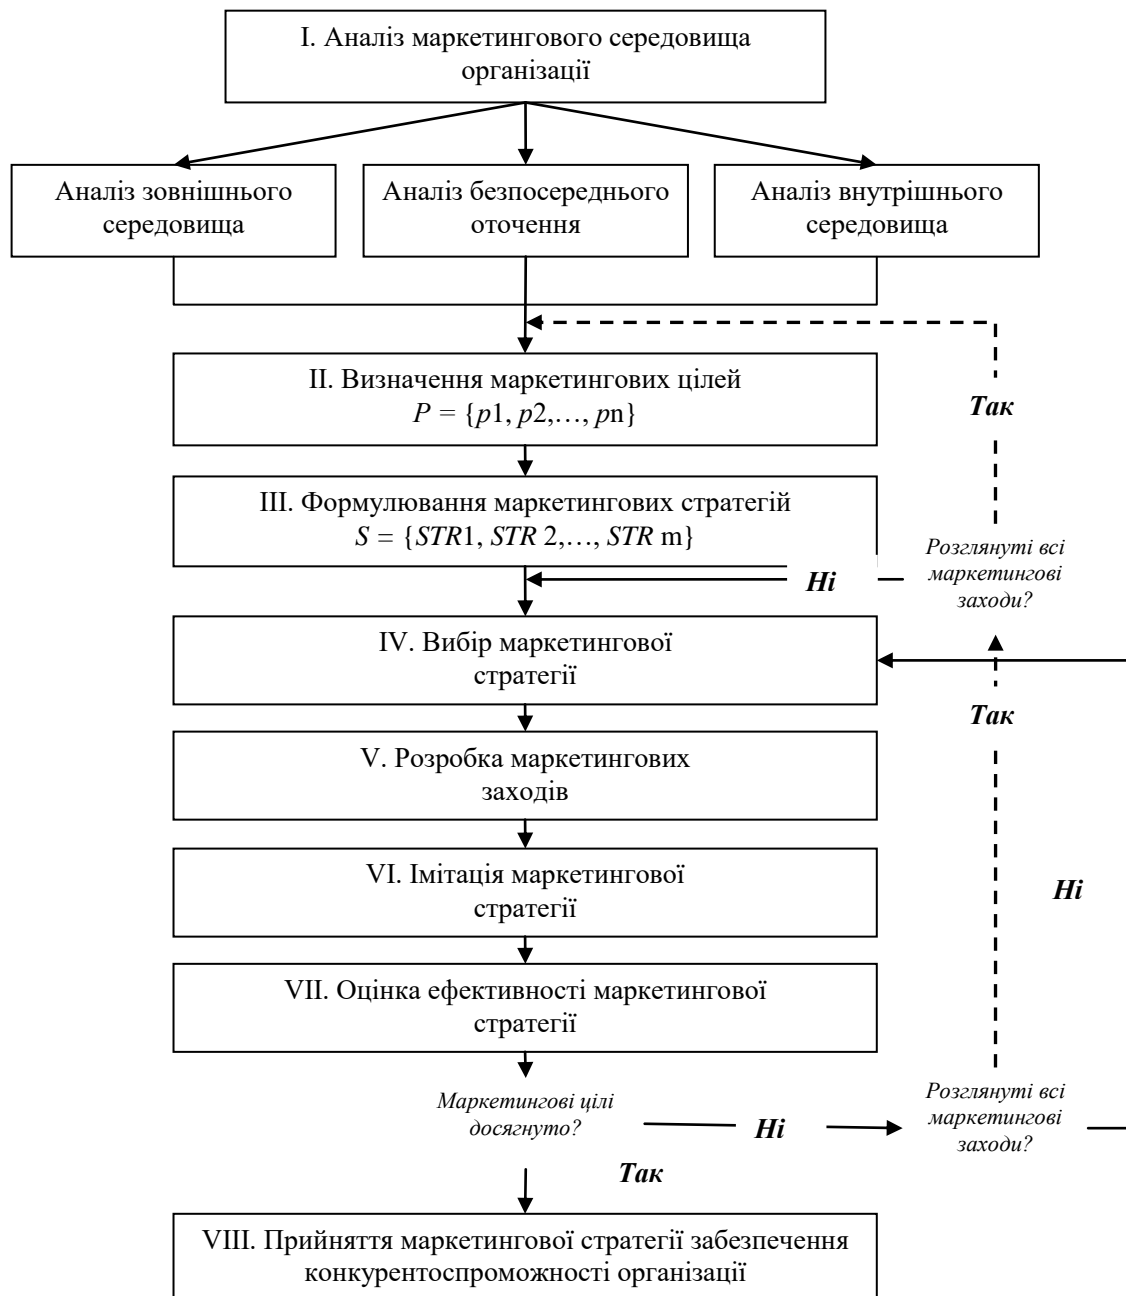 I. Аналіз маркетингового середовища
організації
Аналіз зовнішнього
середовища
Аналіз безпосереднього
оточення
Аналіз внутрішнього
середовища
II. Визначення маркетингових цілей
P = {p1, p2,…, pn}
Так
III. Формулювання маркетингових стратегій
S = {STR1, STR 2,…, STR m}
Розглянуті всі
маркетингові
заходи?
Ні
IV. Вибір маркетингової
стратегії
Так
V. Розробка маркетингових
заходів
VI. Імітація маркетингової
стратегії
Ні
VII. Оцінка ефективності маркетингової
стратегії
Маркетингові цілі
досягнуто?
Ні
Розглянуті всі
маркетингові
заходи?
Так
VIII. Прийняття маркетингової стратегії забезпечення
конкурентоспроможності організації